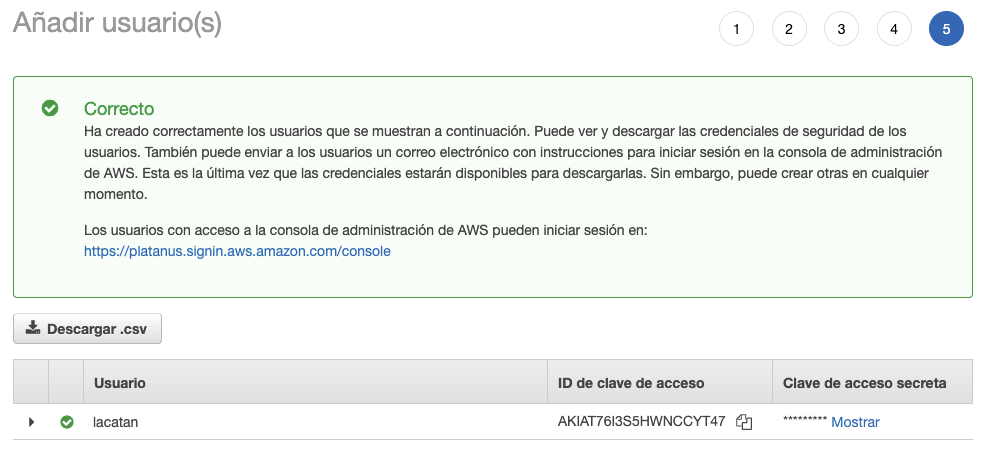 Añadir usuario(s)
1 2 3 4 5
Correcto
Ha creado correctamente los usuarios que se muestran a continuación. Puede ver y descargar las credenciales de seguridad de los
usuarios. También puede enviar a los usuarios un correo electrónico con instrucciones para iniciar sesión en la consola de administración
de AWS. Esta es la última vez que las credenciales estarán disponibles para descargarlas. Sin embargo, puede crear otras en cualquier
momento.
Los usuarios con acceso a la consola de administración de AWS pueden iniciar sesión en:
https://platanus.signin.aws.amazon.com/console
Descargar .csv
Usuario ID de clave de acceso Clave de acceso secreta
lacatan AKIAT76I3S5HWNCCYT47 ********* Mostrar